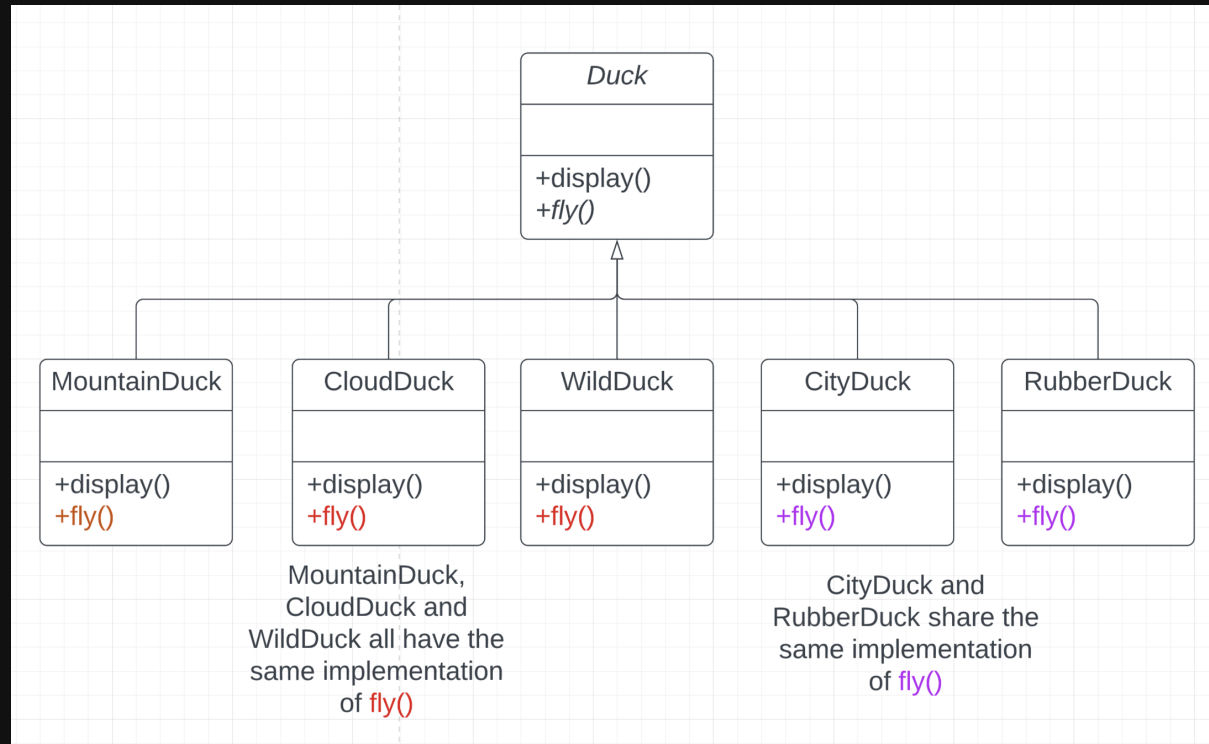 Duck
+display()
+fly()
MountainDuck
+display()
+fly()
CloudDuck
+display()
+fly()
WildDuck
+display()
+fly()
CityDuck
+display()
+fly()
RubberDuck
+display()
+fly()
MountainDuck,
CloudDuck and
WildDuck all have the
same implementation
of fly()
CityDuck and
RubberDuck share the
same implementation
of fly()